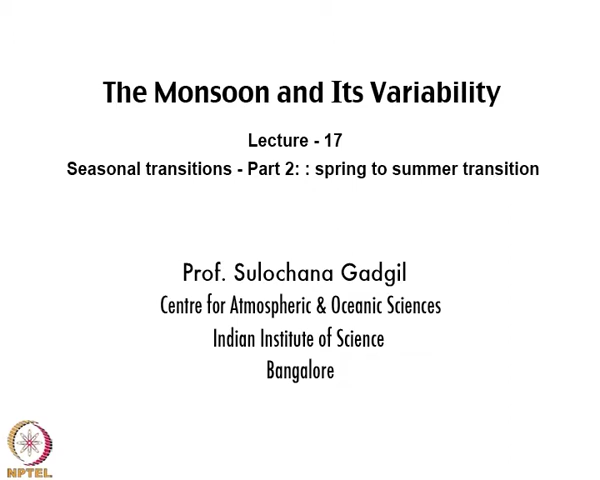 The Monsoon and Its Variability
Lecture - 17
Seasonal transitions - Part 2: : spring to summer transition
Prof. Sulochana Gadgil
Centre for Atmospheric & Oceanic Sciences
Indian Institute of Science
Bangalore
NPTEL